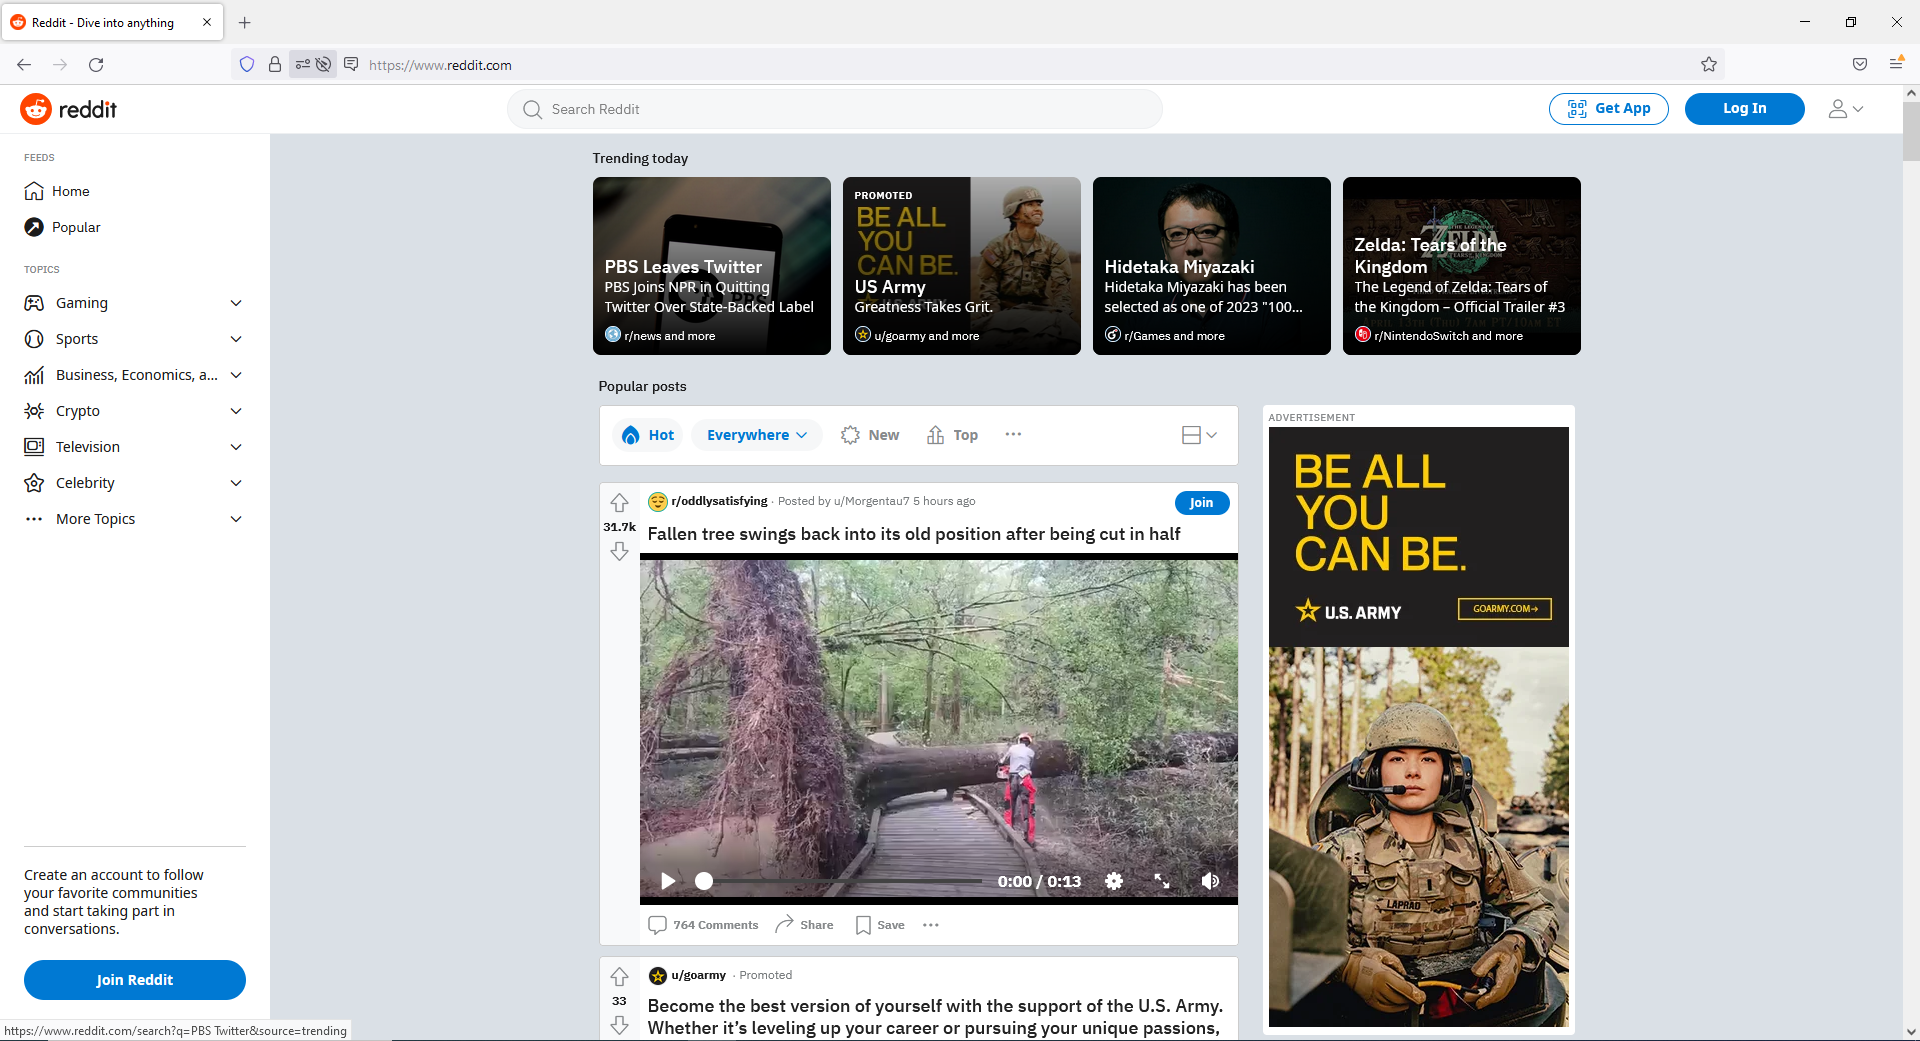 Reddit - Dive into anything
https://www.reddit.com
reddit
Search Reddit
Get App
Log In
FEEDS
Home
Popular
TOPICS
Gaming
Sports
Business, Economics, a...
Crypto
Television
Celebrity
More Topics
Create an account to follow
your favorite communities
and start taking part in
conversations.
Join Reddit
https://www.reddit.com/search?q=PBS Twitter&source=trending
Trending today
PBS Leaves Twitter
PBS Joins NPR in Quitting
Twitter Over State-Backed Label
r/news and more
PROMOTED
BE ALL
YOU
CAN BE.
US Army
Greatness Takes Grit.
u/goarmy and more
Hidetaka Miyazaki
Hidetaka Miyazaki has been
selected as one of 2023 "100...
r/Games and more
ZELDA
Zelda: Tears of the
Kingdom
The Legend of Zelda: Tears of
the Kingdom – Official Trailer #3
r/NintendoSwitch and more
Popular posts
Hot
Everywhere
New
Top
r/oddlysatisfying · Posted by u/Morgentau7 5 hours ago
Join
31.7k
Fallen tree swings back into its old position after being cut in half
0:00 / 0:13
764 Comments
Share
Save
u/goarmy · Promoted
33
Become the best version of yourself with the support of the U.S. Army.
Whether it’s leveling up your career or pursuing your unique passions,
ADVERTISEMENT
BE ALL
YOU
CAN BE.
U.S. ARMY
GOARMY.COM→
LAPRAD